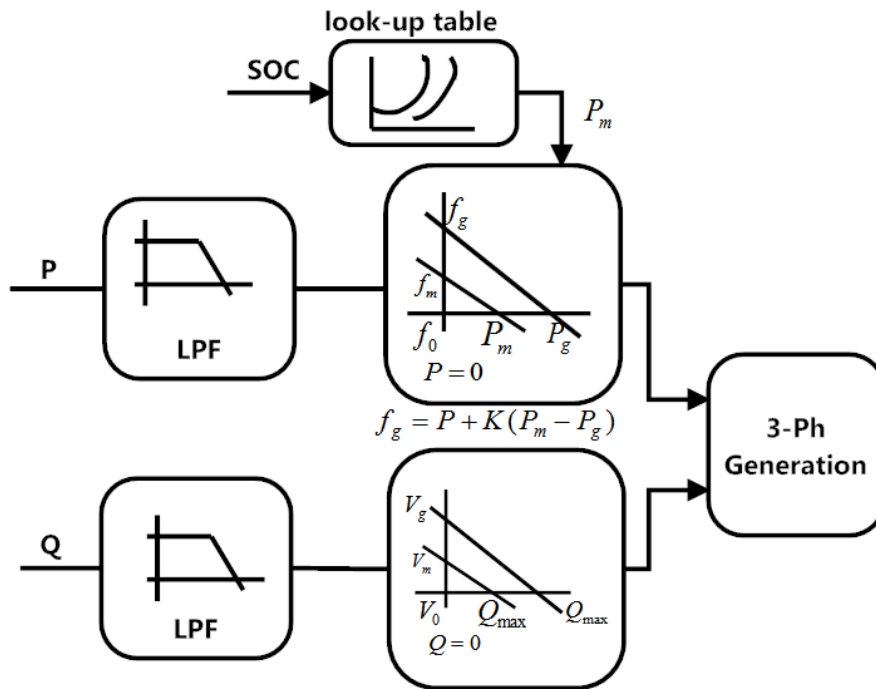 look-up table
SOC
P_m
P
LPF
f_g
f_m
f_0 P_m P_g
P = 0
f_g = P + K(P_m − P_g)
3-Ph
Generation
Q
LPF
V_g
V_m
V_0 Q_max Q_max
Q = 0